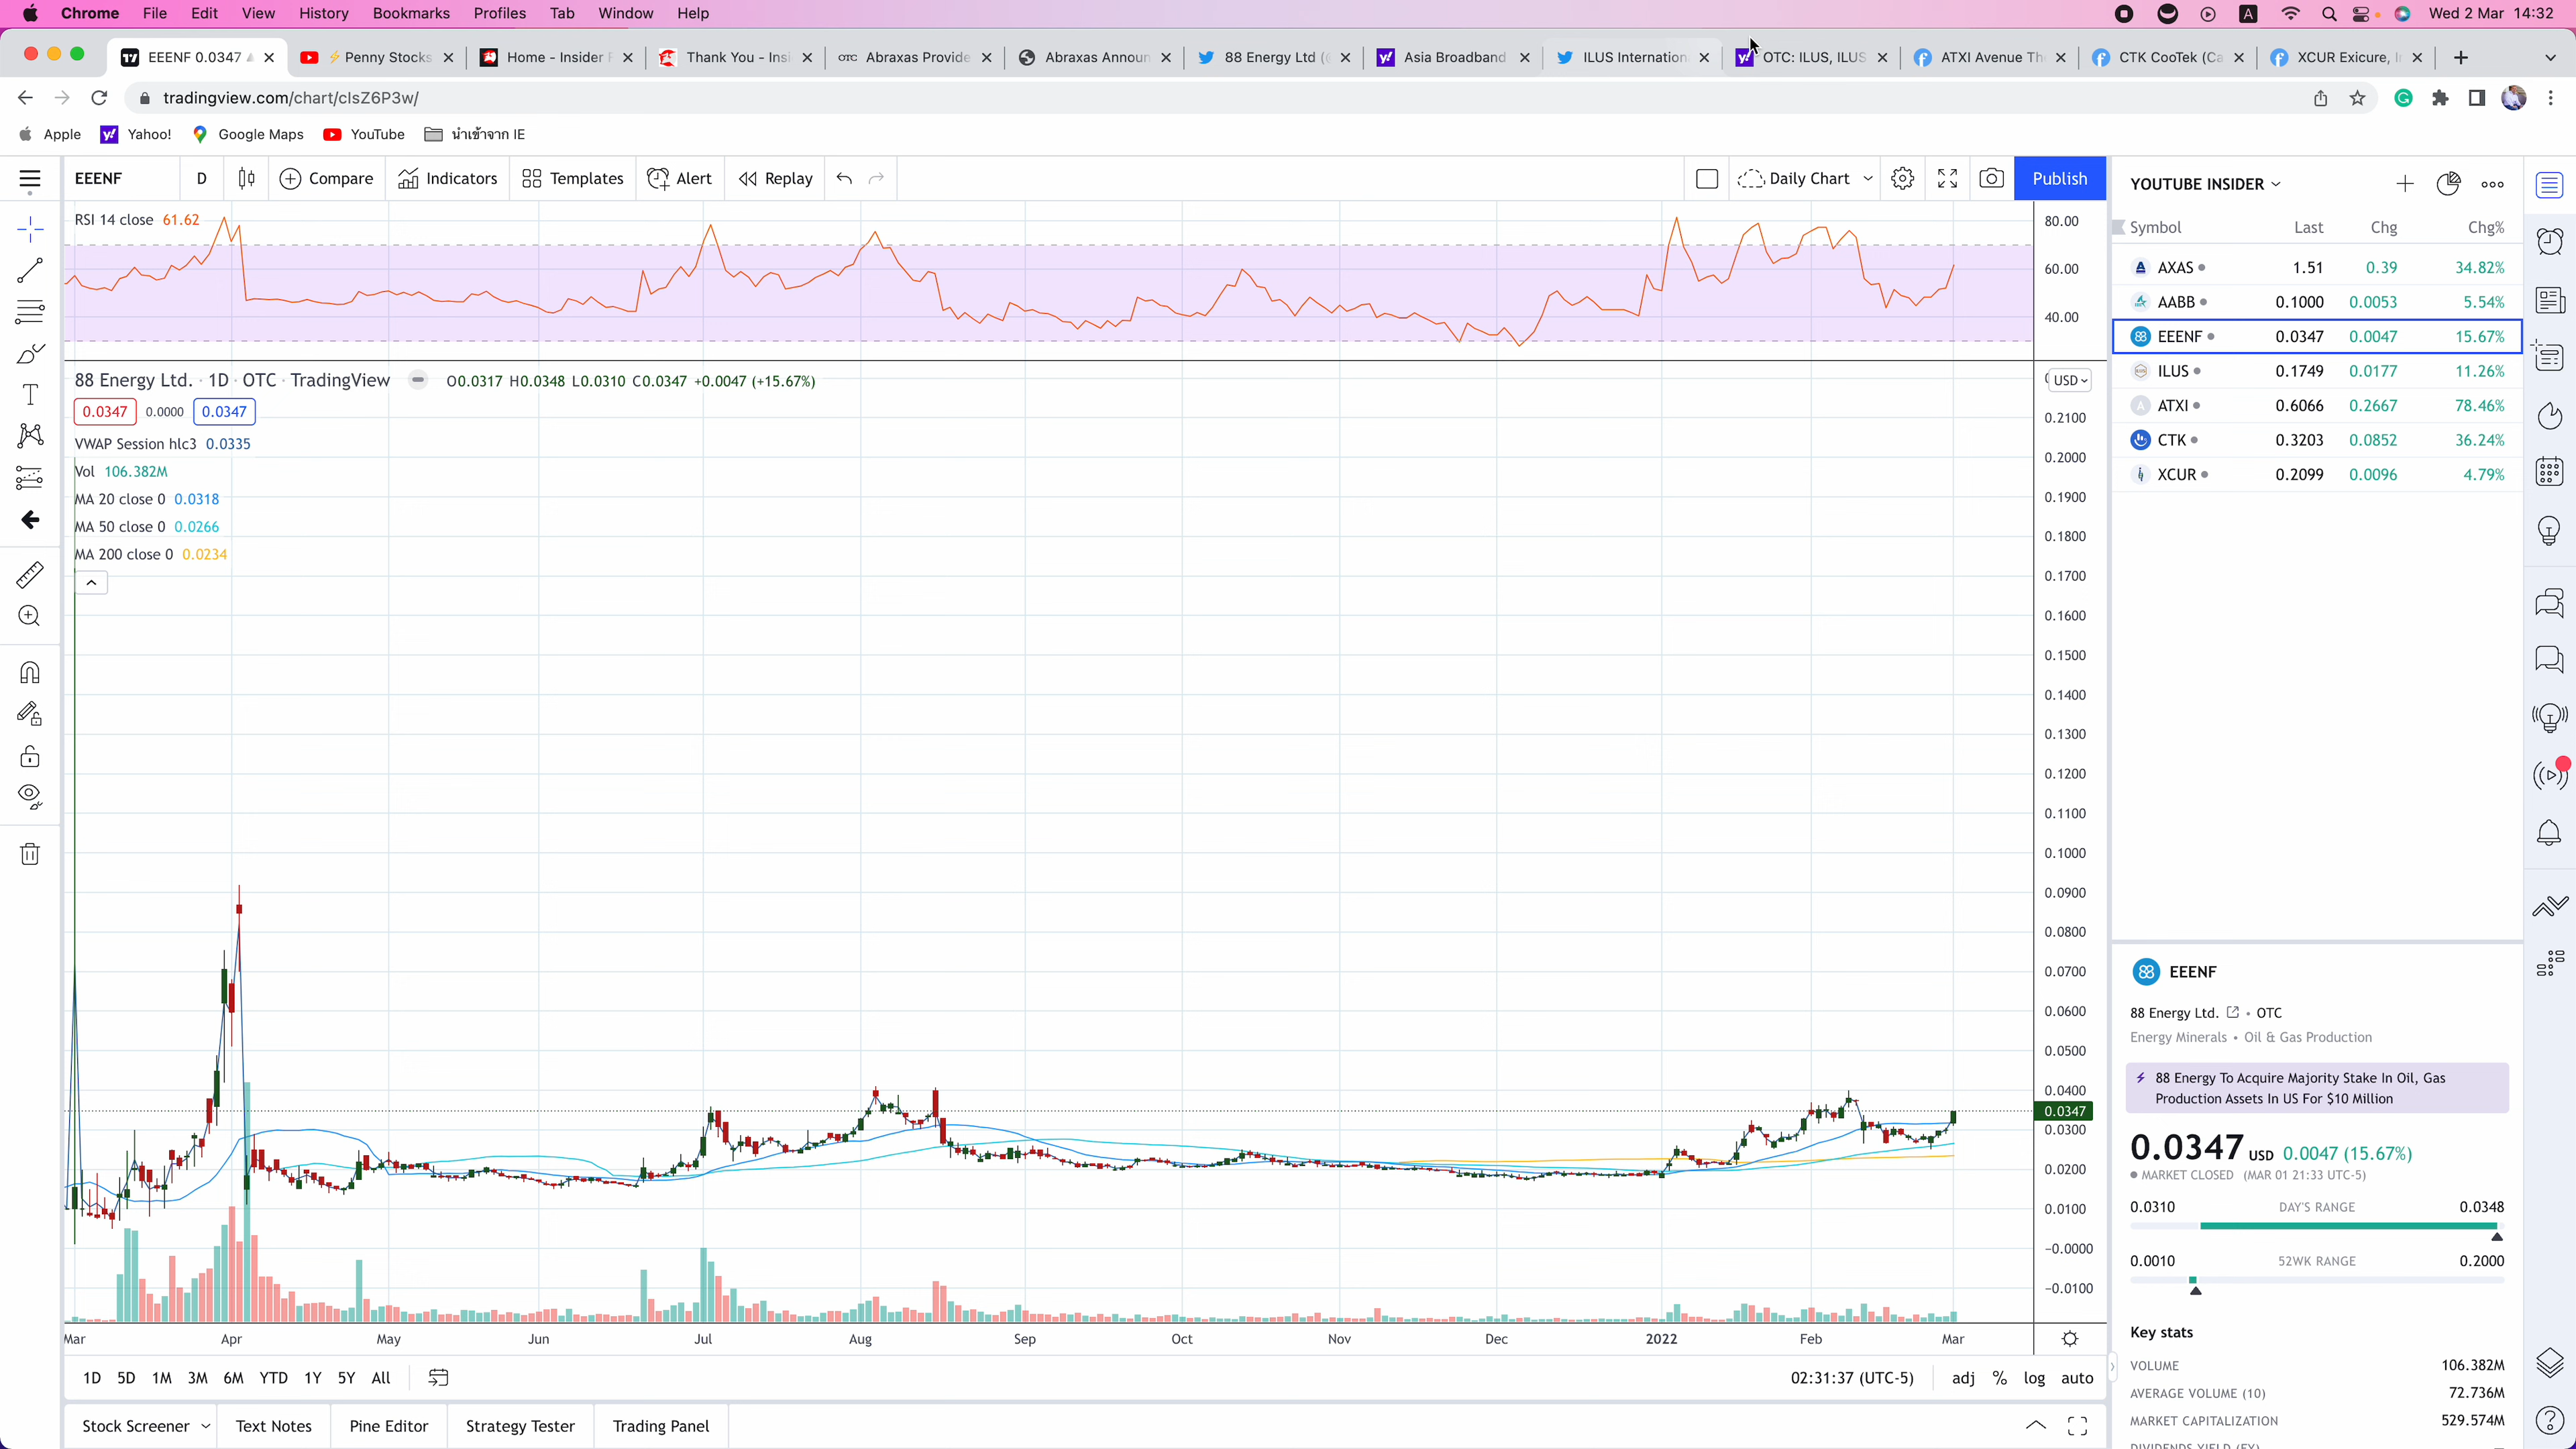 Chrome File Edit View History Bookmarks Profiles Tab Window Help
A Wed 2 Mar 14:32
EEENF 0.0347 Penny Stocks Home - Insider Thank You - Insi OTC Abraxas Provide Abraxas Announ 88 Energy Ltd Asia Broadband ILUS Internation OTC: ILUS, ILUS ATXI Avenue The CTK CooTek (Ca XCUR Exicure, I
tradingview.com/chart/cIsZ6P3w/
Apple Yahoo! Google Maps YouTube นำเข้าจาก IE
EEENF D Compare Indicators Templates Alert Replay Daily Chart Publish
YOUTUBE INSIDER
Symbol Last Chg Chg%
AXAS 1.51 0.39 34.82%
AABB 0.1000 0.0053 5.54%
EEENF 0.0347 0.0047 15.67%
ILUS 0.1749 0.0177 11.26%
ATXI 0.6066 0.2667 78.46%
CTK 0.3203 0.0852 36.24%
XCUR 0.2099 0.0096 4.79%
RSI 14 close 61.62
80.00
60.00
40.00
88 Energy Ltd. · 1D · OTC · TradingView O0.0317 H0.0348 L0.0310 C0.0347 +0.0047 (+15.67%)
USD
0.0347 0.0000 0.0347
VWAP Session hlc3 0.0335
Vol 106.382M
MA 20 close 0 0.0318
MA 50 close 0 0.0266
MA 200 close 0 0.0234
0.2100
0.2000
0.1900
0.1800
0.1700
0.1600
0.1500
0.1400
0.1300
0.1200
0.1100
0.1000
0.0900
0.0800
0.0700
0.0600
0.0500
0.0400
0.0347
0.0300
0.0200
0.0100
−0.0000
−0.0100
Mar Apr May Jun Jul Aug Sep Oct Nov Dec 2022 Feb Mar
1D 5D 1M 3M 6M YTD 1Y 5Y All
02:31:37 (UTC-5) adj % log auto
Stock Screener Text Notes Pine Editor Strategy Tester Trading Panel
EEENF
88 Energy Ltd. • OTC
Energy Minerals • Oil & Gas Production
88 Energy To Acquire Majority Stake In Oil, Gas
Production Assets In US For $10 Million
0.0347 USD 0.0047 (15.67%)
MARKET CLOSED (MAR 01 21:33 UTC-5)
0.0310 DAY'S RANGE 0.0348
0.0010 52WK RANGE 0.2000
Key stats
VOLUME 106.382M
AVERAGE VOLUME (10) 72.736M
MARKET CAPITALIZATION 529.574M